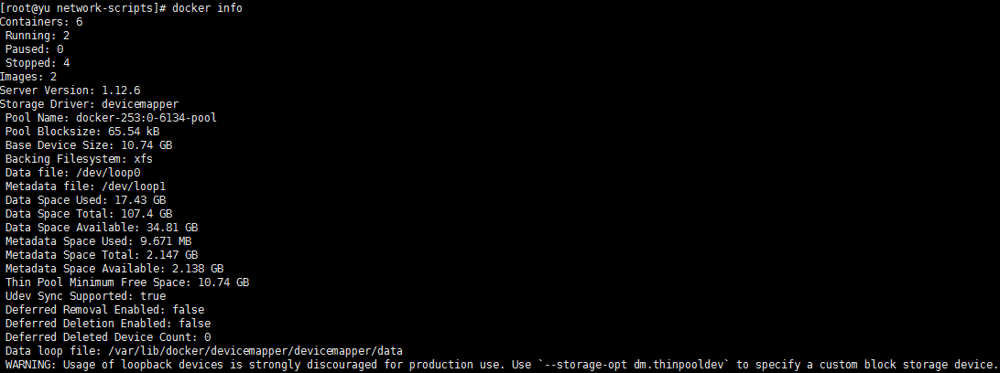 [root@yu network-scripts]# docker info
Containers: 6
 Running: 2
 Paused: 0
 Stopped: 4
Images: 2
Server Version: 1.12.6
Storage Driver: devicemapper
 Pool Name: docker-253:0-6134-pool
 Pool Blocksize: 65.54 kB
 Base Device Size: 10.74 GB
 Backing Filesystem: xfs
 Data file: /dev/loop0
 Metadata file: /dev/loop1
 Data Space Used: 17.43 GB
 Data Space Total: 107.4 GB
 Data Space Available: 34.81 GB
 Metadata Space Used: 9.671 MB
 Metadata Space Total: 2.147 GB
 Metadata Space Available: 2.138 GB
 Thin Pool Minimum Free Space: 10.74 GB
 Udev Sync Supported: true
 Deferred Removal Enabled: false
 Deferred Deletion Enabled: false
 Deferred Deleted Device Count: 0
 Data loop file: /var/lib/docker/devicemapper/devicemapper/data
 WARNING: Usage of loopback devices is strongly discouraged for production use. Use `--storage-opt dm.thinpooldev` to specify a custom block storage device.